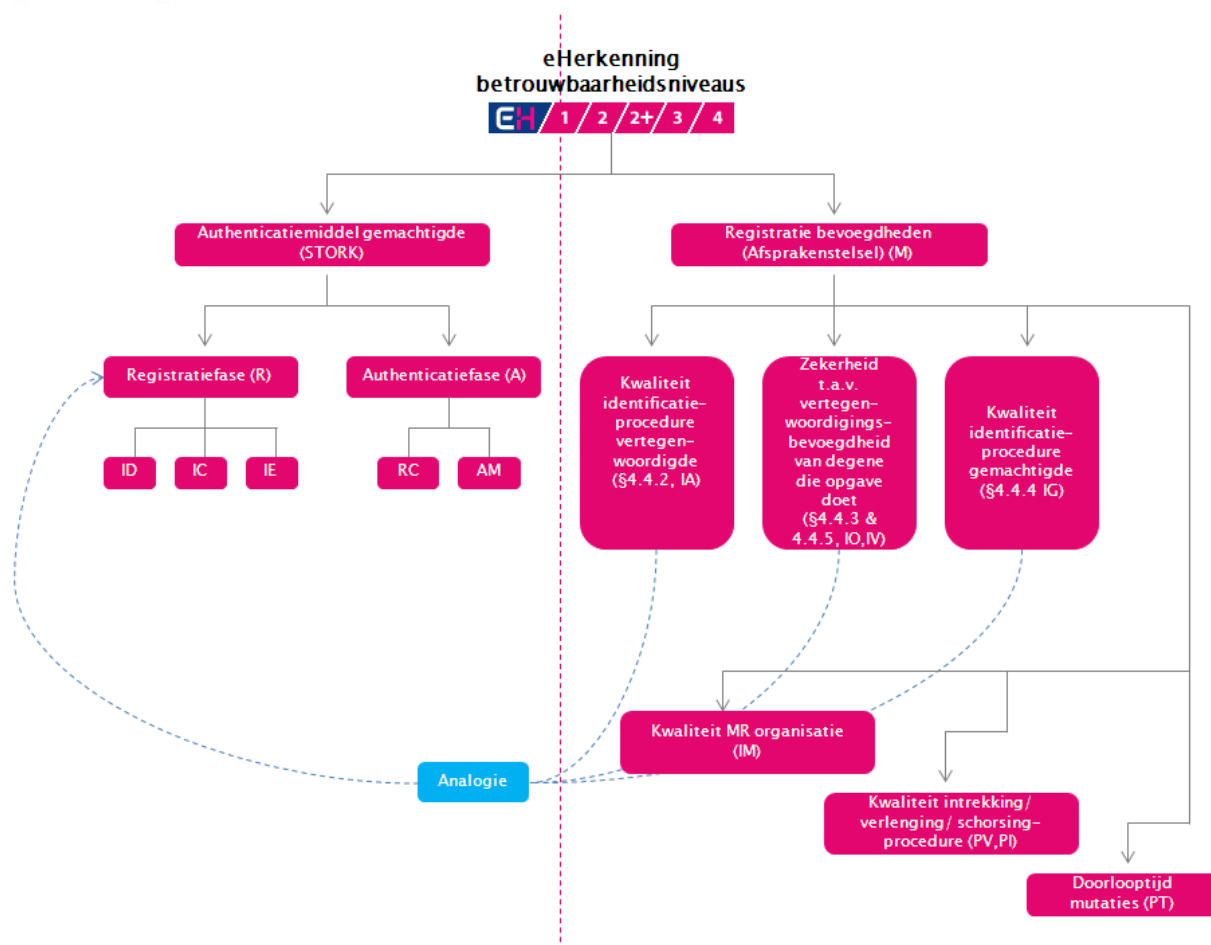 eHerkenning
betrouwbaarheidsniveaus
EH 1 2 2+ 3 4
Authenticatiemiddel gemachtigde
(STORK)
Registratie bevoegdheden
(Afsprakenstelsel) (M)
Registratiefase (R)
Authenticatiefase (A)
ID
IC
IE
RC
AM
Kwaliteit
identificatie-
procedure
vertegen-
woordigde
(§4.4.2, IA)
Zekerheid
t.a.v.
vertegen-
woordigings-
bevoegdheid
van degene
die opgave
doet
(§4.4.3 &
4.4.5, IO,IV)
Kwaliteit
identificatie-
procedure
gemachtigde
(§4.4.4 IG)
Kwaliteit MR organisatie
(IM)
Analogie
Kwaliteit intrekking/
verlenging/ schorsing-
procedure (PV,PI)
Doorlooptijd
mutaties (PT)